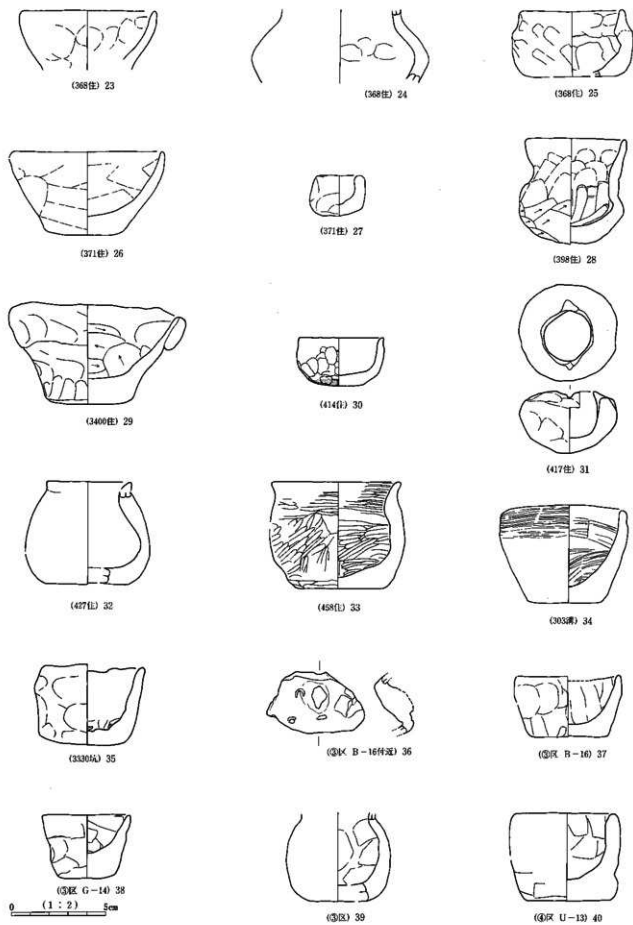 (368住) 23
(368住) 24
(368住) 25
(371住) 26
(371住) 27
(398住) 28
(3400住) 29
(414住) 30
(417住) 31
(427住) 32
(458住) 33
(303溝) 34
(3330坑) 35
(③区 B-16付近) 36
(③区 B-16) 37
(③区 G-14) 38
(③区) 39
(④区 U-13) 40
0 (1:2) 5cm